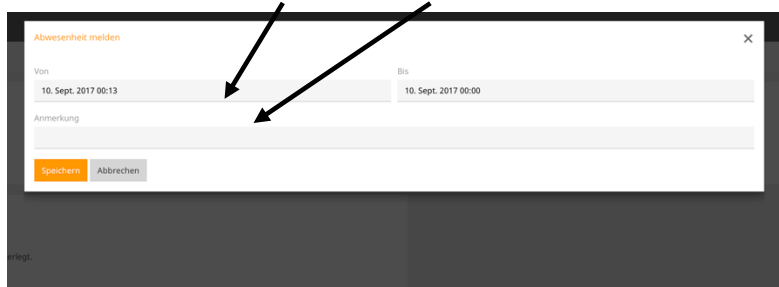 Abwesenheit melden
Von
Bis
10. Sept. 2017 00:13
10. Sept. 2017 00:00
Anmerkung
Speichern
Abbrechen
erlegt.